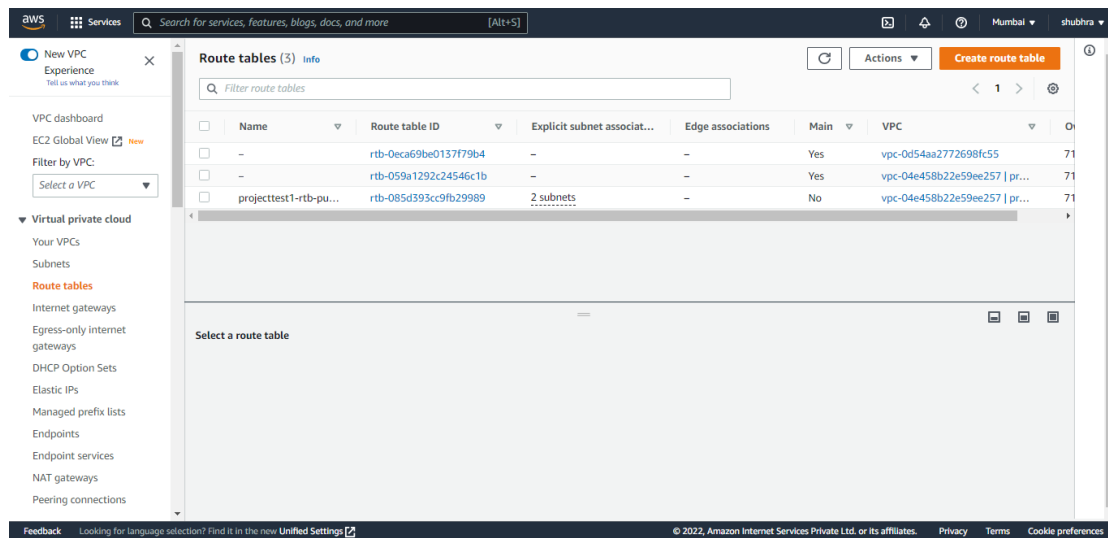 aws Services Search for services, features, blogs, docs, and more [Alt+S] Mumbai ▼ shubhra ▼
New VPC
Experience
Tell us what you think
VPC dashboard
EC2 Global View New
Filter by VPC:
Select a VPC
Virtual private cloud
Your VPCs
Subnets
Route tables
Internet gateways
Egress-only internet
gateways
DHCP Option Sets
Elastic IPs
Managed prefix lists
Endpoints
Endpoint services
NAT gateways
Peering connections
Route tables (3) Info Actions ▼ Create route table
Filter route tables 1
Name Route table ID Explicit subnet associat... Edge associations Main VPC
– rtb-0eca69be0137f79b4 – – Yes vpc-0d54aa2772698fc55 71
– rtb-059a1292c24546c1b – – Yes vpc-04e458b22e59ee257 | pr... 71
projecttest1-rtb-pu... rtb-085d393cc9fb29989 2 subnets – No vpc-04e458b22e59ee257 | pr... 71
Select a route table
Feedback Looking for language selection? Find it in the new Unified Settings © 2022, Amazon Internet Services Private Ltd. or its affiliates. Privacy Terms Cookie preferences